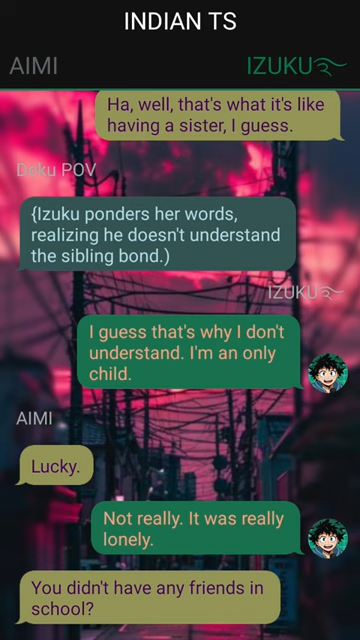 INDIAN TS
AIMI
IZUKU
Ha, well, that's what it's like
having a sister, I guess.
Deku POV
{Izuku ponders her words,
realizing he doesn't understand
the sibling bond.)
IZUKU
I guess that's why I don't
understand. I'm an only
child.
AIMI
Lucky.
Not really. It was really
lonely.
You didn't have any friends in
school?